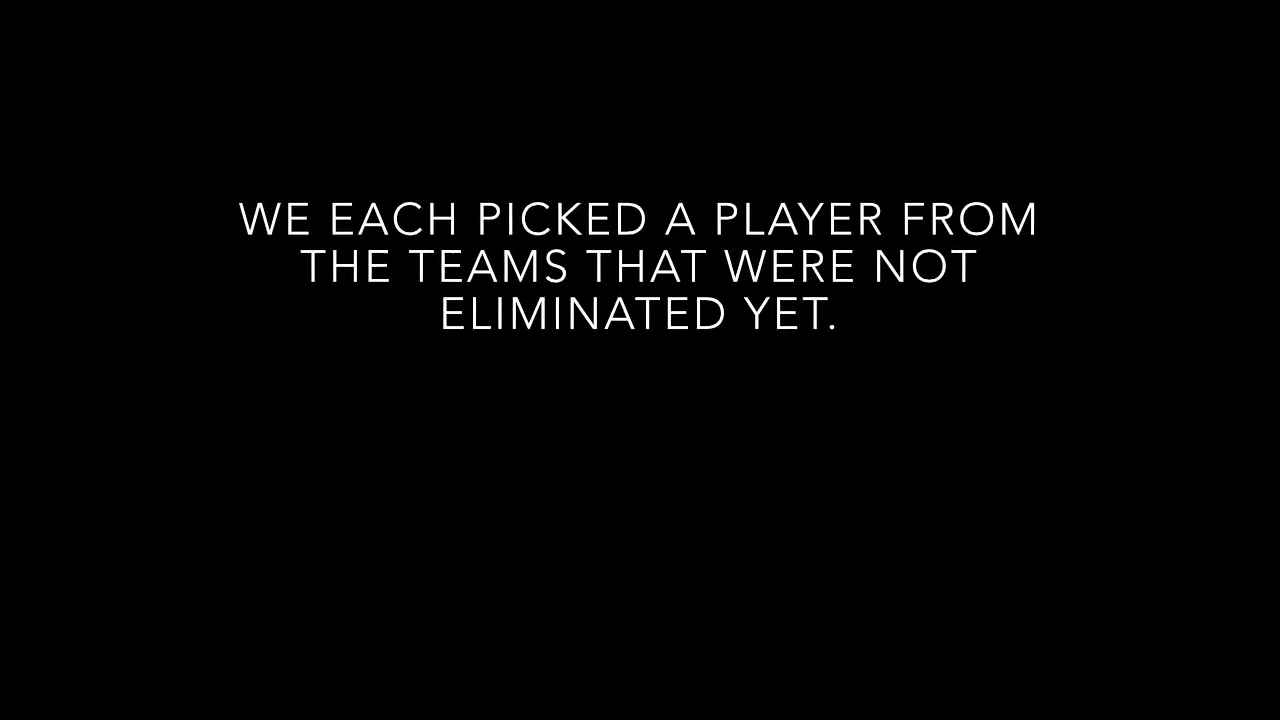 WE EACH PICKED A PLAYER FROM
THE TEAMS THAT WERE NOT
ELIMINATED YET.